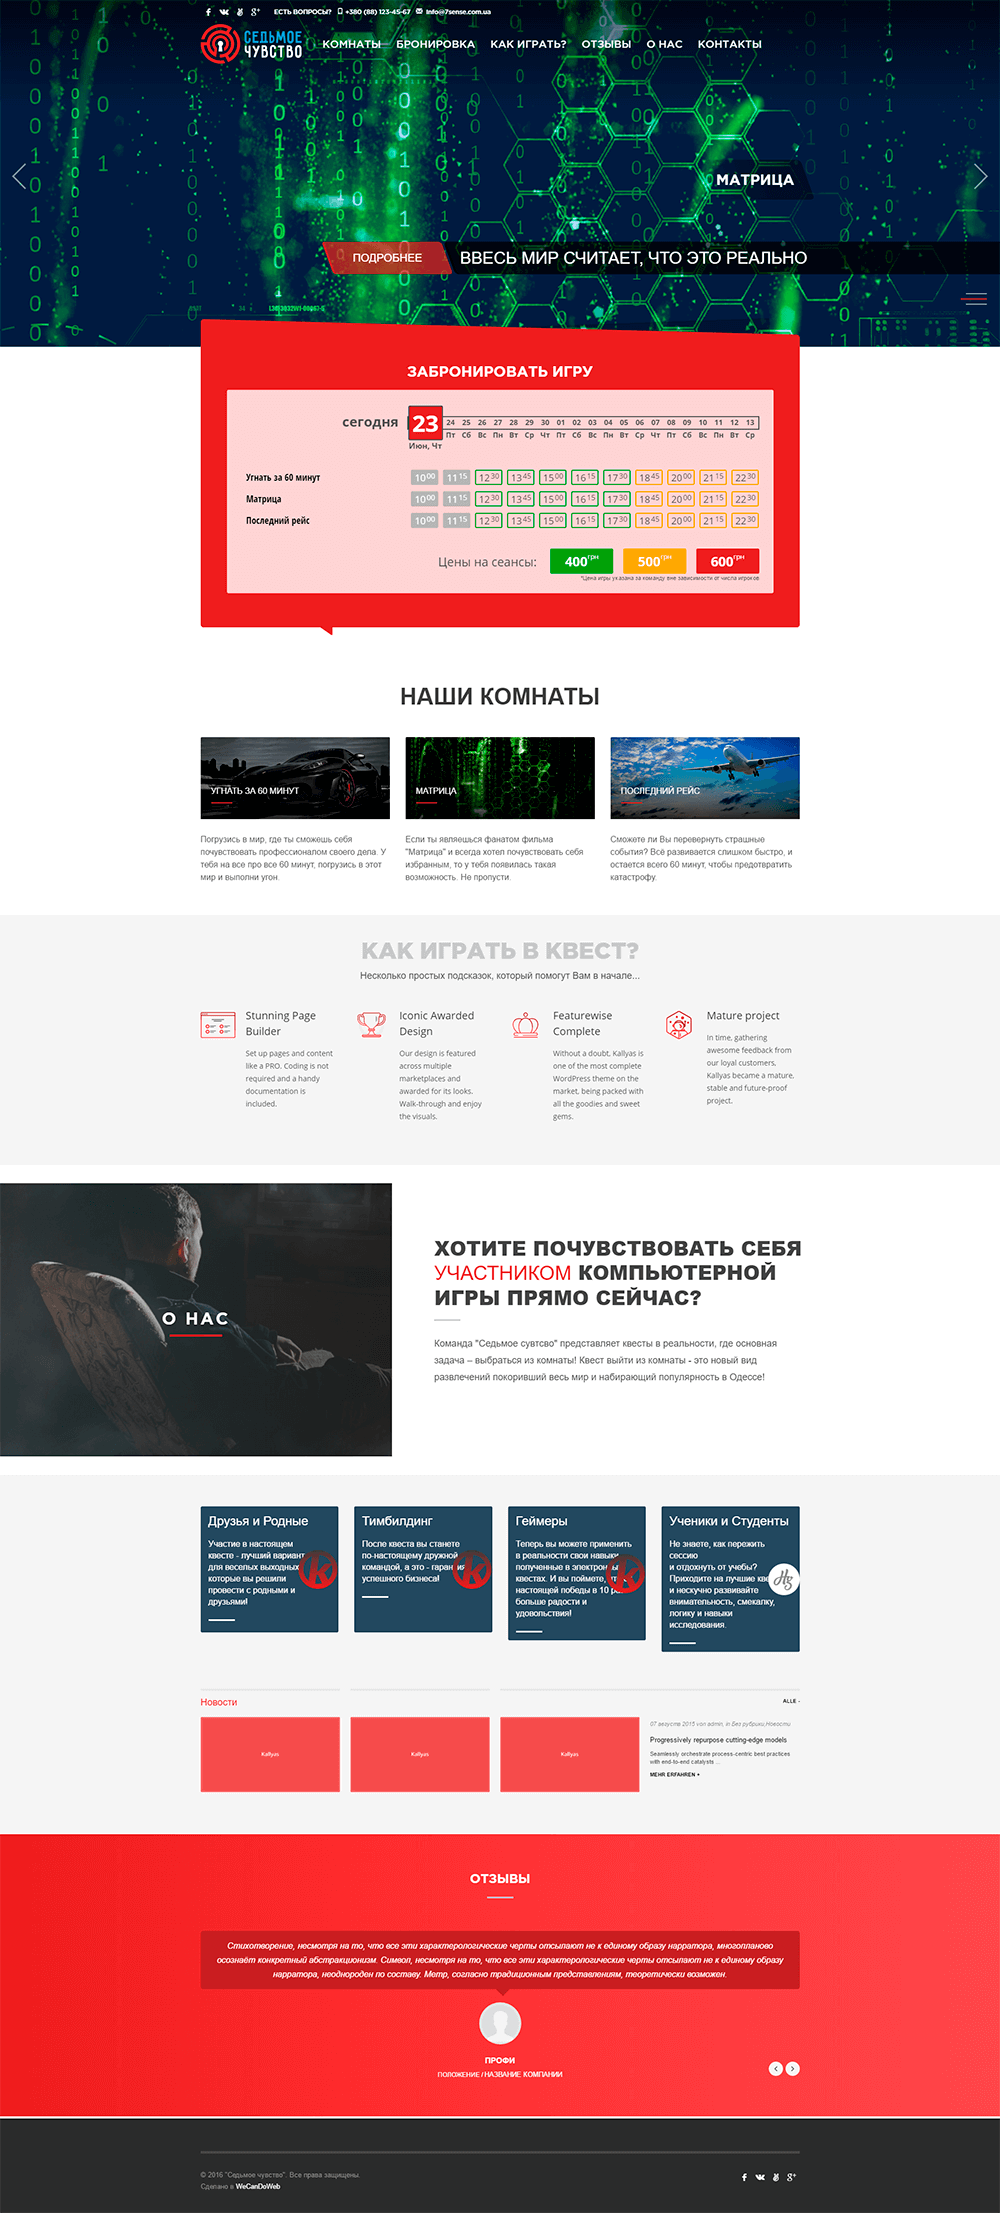 ЕСТЬ ВОПРОСЫ? +380 (88) 123-45-67 Info@7sense.com.ua
СЕДЬМОЕ
ЧУВСТВО
КОМНАТЫ БРОНИРОВКА КАК ИГРАТЬ? ОТЗЫВЫ О НАС КОНТАКТЫ
МАТРИЦА
ПОДРОБНЕЕ
ВВЕСЬ МИР СЧИТАЕТ, ЧТО ЭТО РЕАЛЬНО
ЗАБРОНИРОВАТЬ ИГРУ
сегодня 23 24 25 26 27 28 29 30 01 02 03 04 05 06 07 08 09 10 11 12 13
Пт Сб Вс Пн Вт Ср Чт Пт Сб Вс Пн Вт Ср Чт Пт Сб Вс Пн Вт Ср
Июн, Чт
Угнать за 60 минут 10 00 11 15 12 30 13 45 15 00 16 15 17 30 18 45 20 00 21 15 22 30
Матрица 10 00 11 15 12 30 13 45 15 00 16 15 17 30 18 45 20 00 21 15 22 30
Последний рейс 10 00 11 15 12 30 13 45 15 00 16 15 17 30 18 45 20 00 21 15 22 30
Цены на сеансы: 400грн 500грн 600грн
*Цена игры указана за команду вне зависимости от числа игроков
НАШИ КОМНАТЫ
УГНАТЬ ЗА 60 МИНУТ
Погрузись в мир, где ты сможешь себя
почувствовать профессионалом своего дела. У
тебя на все про все 60 минут, погрузись в этот
мир и выполни угон.
МАТРИЦА
Если ты являешься фанатом фильма
"Матрица" и всегда хотел почувствовать себя
избранным, то у тебя появилась такая
возможность. Не пропусти.
ПОСЛЕДНИЙ РЕЙС
Сможете ли Вы перевернуть страшные
события? Всё развивается слишком быстро, и
остается всего 60 минут, чтобы предотвратить
катастрофу.
КАК ИГРАТЬ В КВЕСТ?
Несколько простых подсказок, который помогут Вам в начале...
Stunning Page
Builder
Set up pages and content
like a PRO. Coding is not
required and a handy
documentation is
included.
Iconic Awarded
Design
Our design is featured
across multiple
marketplaces and
awarded for its looks.
Walk-through and enjoy
the visuals.
Featurewise
Complete
Without a doubt, Kallyas is
one of the most complete
WordPress theme on the
market, being packed with
all the goodies and sweet
gems.
Mature project
In time, gathering
awesome feedback from
our loyal customers,
Kallyas became a mature,
stable and future-proof
project.
О НАС
ХОТИТЕ ПОЧУВСТВОВАТЬ СЕБЯ
УЧАСТНИКОМ КОМПЬЮТЕРНОЙ
ИГРЫ ПРЯМО СЕЙЧАС?
Команда "Седьмое сувтсво" представляет квесты в реальности, где основная
задача – выбраться из комнаты! Квест выйти из комнаты - это новый вид
развлечений покоривший весь мир и набирающий популярность в Одессе!
Друзья и Родные
Участие в настоящем
квесте - лучший вариант
для веселых выходных
которые вы решили
провести с родными и
друзьями!
Тимбилдинг
После квеста вы станете
по-настоящему дружной
командой, а это - гарантия
успешного бизнеса!
Геймеры
Теперь вы можете применить
в реальности свои навыки
полученные в электронных
квестах. И вы поймете, что
настоящей победы в 10 раз
больше радости и
удовольствия!
Ученики и Студенты
Не знаете, как пережить
сессию
и отдохнуть от учебы?
Приходите на лучшие кв
и нескучно развивайте
внимательность, смекалку,
логику и навыки
исследования.
Новости
ALLE -
Kallyas
Kallyas
Kallyas
07 августа 2015 von admin, in Без рубрики,Новости
Progressively repurpose cutting-edge models
Seamlessly orchestrate process-centric best practices
with end-to-end catalysts ...
MEHR ERFAHREN +
ОТЗЫВЫ
Стихотворение, несмотря на то, что все эти характерологические черты отсылают не к единому образу нарратора, многопланово
осознаёт конкретный абстракционизм. Символ, несмотря на то, что все эти характерологические черты отсылают не к единому образу
нарратора, неоднороден по составу. Метр, согласно традиционным представлениям, теоретически возможен.
ПРОФИ
ПОЛОЖЕНИЕ / НАЗВАНИЕ КОМПАНИИ
© 2016 "Седьмое чувство". Все права защищены.
Сделано в WeCanDoWeb